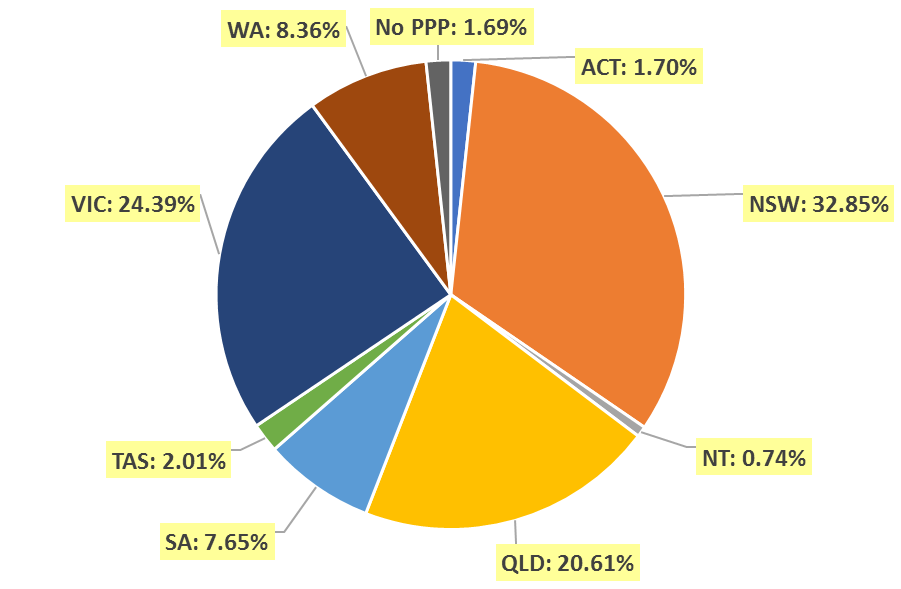 WA: 8.36%
No PPP: 1.69%
ACT: 1.70%
VIC: 24.39%
NSW: 32.85%
TAS: 2.01%
NT: 0.74%
SA: 7.65%
QLD: 20.61%